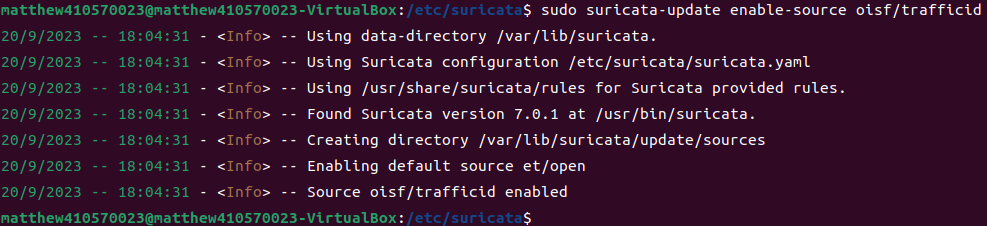 matthew410570023@matthew410570023-VirtualBox:/etc/suricata$ sudo suricata-update enable-source oisf/trafficid
20/9/2023 -- 18:04:31 - <Info> -- Using data-directory /var/lib/suricata.
20/9/2023 -- 18:04:31 - <Info> -- Using Suricata configuration /etc/suricata/suricata.yaml
20/9/2023 -- 18:04:31 - <Info> -- Using /usr/share/suricata/rules for Suricata provided rules.
20/9/2023 -- 18:04:31 - <Info> -- Found Suricata version 7.0.1 at /usr/bin/suricata.
20/9/2023 -- 18:04:31 - <Info> -- Creating directory /var/lib/suricata/update/sources
20/9/2023 -- 18:04:31 - <Info> -- Enabling default source et/open
20/9/2023 -- 18:04:31 - <Info> -- Source oisf/trafficid enabled
matthew410570023@matthew410570023-VirtualBox:/etc/suricata$